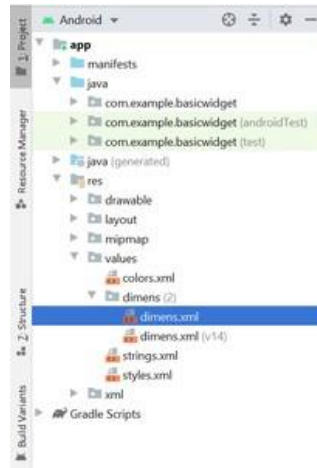 Android
1: Project
Resource Manager
Z: Structure
Build Variants
app
manifests
java
com.example.basicwidget
com.example.basicwidget (androidTest)
com.example.basicwidget (test)
java (generated)
res
drawable
layout
mipmap
values
colors.xml
dimens (2)
dimens.xml
dimens.xml (v14)
strings.xml
styles.xml
xml
Gradle Scripts